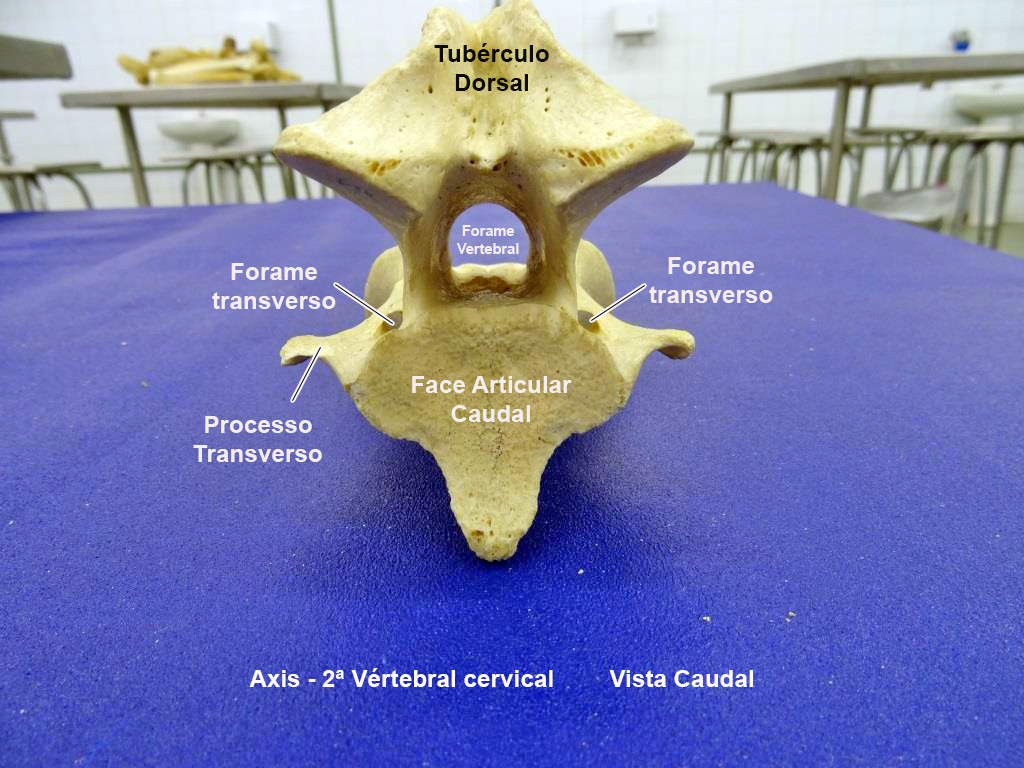 Tubérculo
Dorsal
Forame
Vertebral
Forame
transverso
Forame
transverso
Face Articular
Caudal
Processo
Transverso
Axis - 2ª Vértebral cervical
Vista Caudal